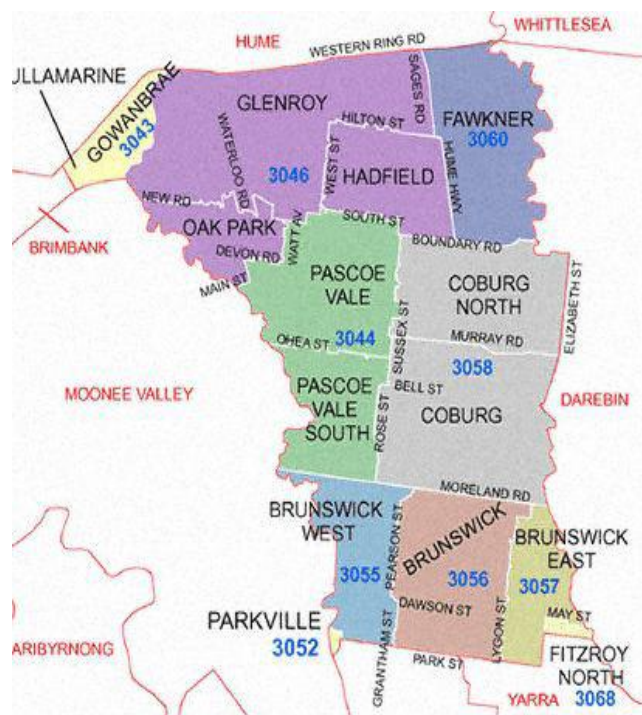 WHITTLESEA
HUME
WESTERN RING RD
ULLAMARINE
GOWANBRAE
3043
GLENROY
SAGES RD
FAWKNER
3060
HILTON ST
WATERLOO RD
3046
WEST ST
HADFIELD
HUME HWY
NEW RD
OAK PARK
WATT AV
SOUTH ST
BOUNDARY RD
BRIMBANK
DEVON RD
MAIN ST
PASCOE
VALE
COBURG
NORTH
ELIZABETH ST
OHEA ST
3044
SUSSEX ST
MURRAY RD
3058
MOONEE VALLEY
DAREBIN
PASCOE
VALE
SOUTH
ROSE ST
BELL ST
COBURG
MORELAND RD
BRUNSWICK
WEST
PEARSON ST
BRUNSWICK
BRUNSWICK
EAST
3055
3056
3057
DAWSON ST
LYGON ST
MAY ST
PARKVILLE
3052
ARIBYRNONG
GRANTHAM ST
PARK ST
FITZROY
NORTH
YARRA
3068